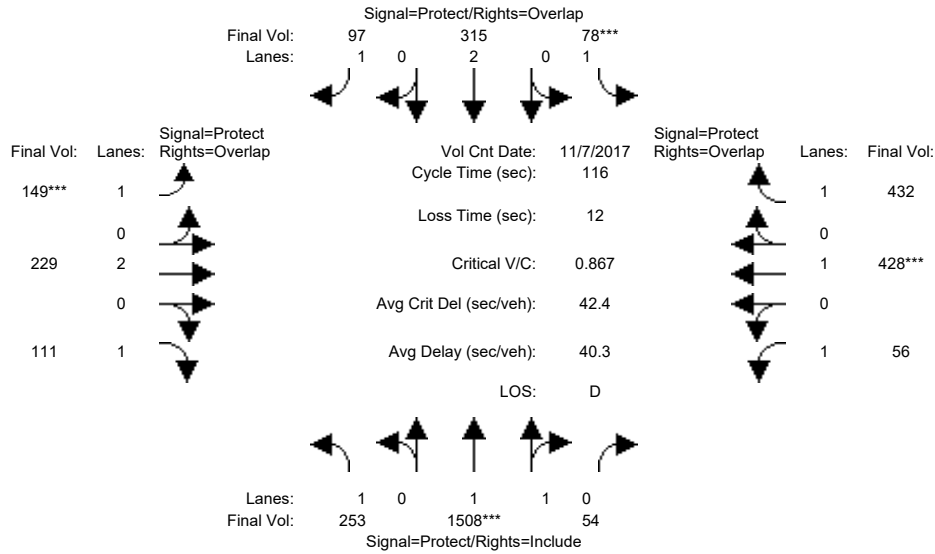 Signal=Protect/Rights=Overlap
Final Vol: 97 315 78***
Lanes: 1 0 2 0 1
Signal=Protect Signal=Protect
Final Vol: Lanes: Rights=Overlap Vol Cnt Date: 11/7/2017 Rights=Overlap Lanes: Final Vol:
Cycle Time (sec): 116
149*** 1 1 432
Loss Time (sec): 12
0 0
229 2 Critical V/C: 0.867 1 428***
0 Avg Crit Del (sec/veh): 42.4 0
111 1 Avg Delay (sec/veh): 40.3 1 56
LOS: D
Lanes: 1 0 1 1 0
Final Vol: 253 1508*** 54
Signal=Protect/Rights=Include